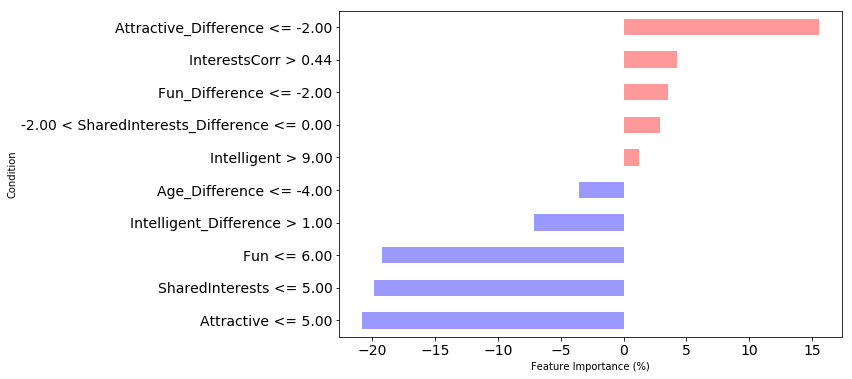 Attractive_Difference <= -2.00
InterestsCorr > 0.44
Fun_Difference <= -2.00
-2.00 < SharedInterests_Difference <= 0.00
Intelligent > 9.00
Age_Difference <= -4.00
Intelligent_Difference > 1.00
Fun <= 6.00
SharedInterests <= 5.00
Attractive <= 5.00
Condition
−20 −15 −10 −5 0 5 10 15
Feature Importance (%)